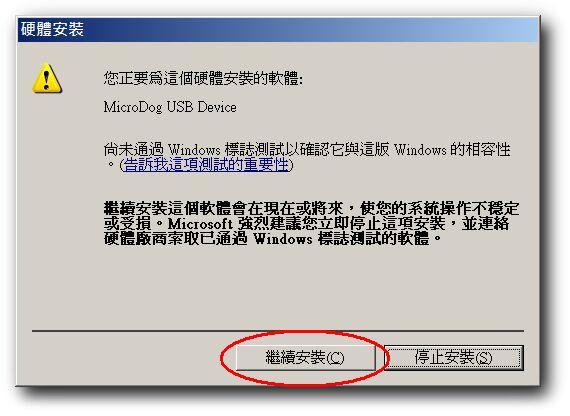 硬體安裝
您正要為這個硬體安裝的軟體:
MicroDog USB Device
尚未通過 Windows 標誌測試以確認它與這版 Windows 的相容性
。(告訴我這項測試的重要性)
繼續安裝這個軟體會在現在或將來，使您的系統操作不穩定
或受損。Microsoft 強烈建議您立即停止這項安裝，並連絡
硬體廠商索取已通過 Windows 標誌測試的軟體。
繼續安裝(C)
停止安裝(S)